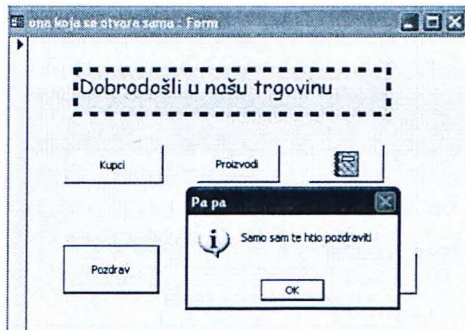 ona koja se otvara sama : Form
Dobrodošli u našu trgovinu
Kupci
Proizvodi
Pa pa
Samo sam te htio pozdraviti
Pozdrav
OK